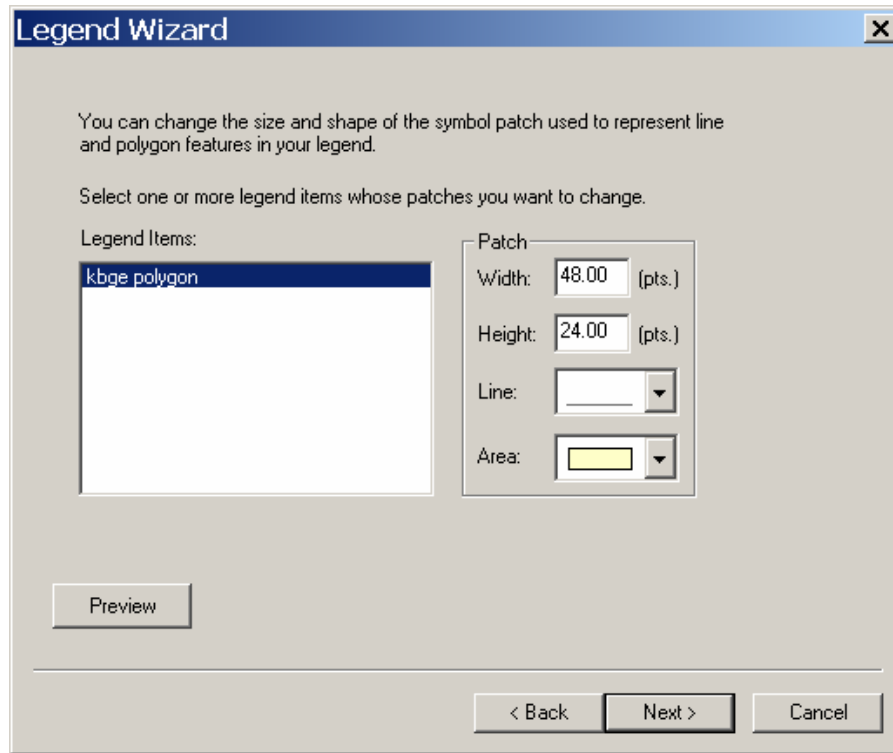 Legend Wizard
You can change the size and shape of the symbol patch used to represent line
and polygon features in your legend.
Select one or more legend items whose patches you want to change.
Legend Items:
kbge polygon
Patch
Width: 48.00 (pts.)
Height: 24.00 (pts.)
Line:
Area:
Preview
< Back Next > Cancel